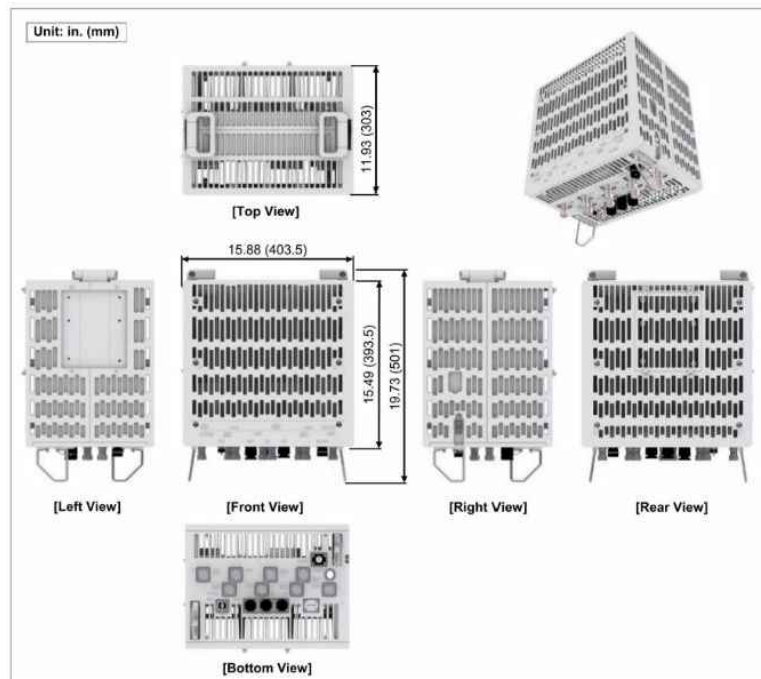 Unit: in. (mm)
11.93 (303)
[Top View]
15.88 (403.5)
15.49 (393.5)
19.73 (501)
[Left View]
[Front View]
[Right View]
[Rear View]
[Bottom View]